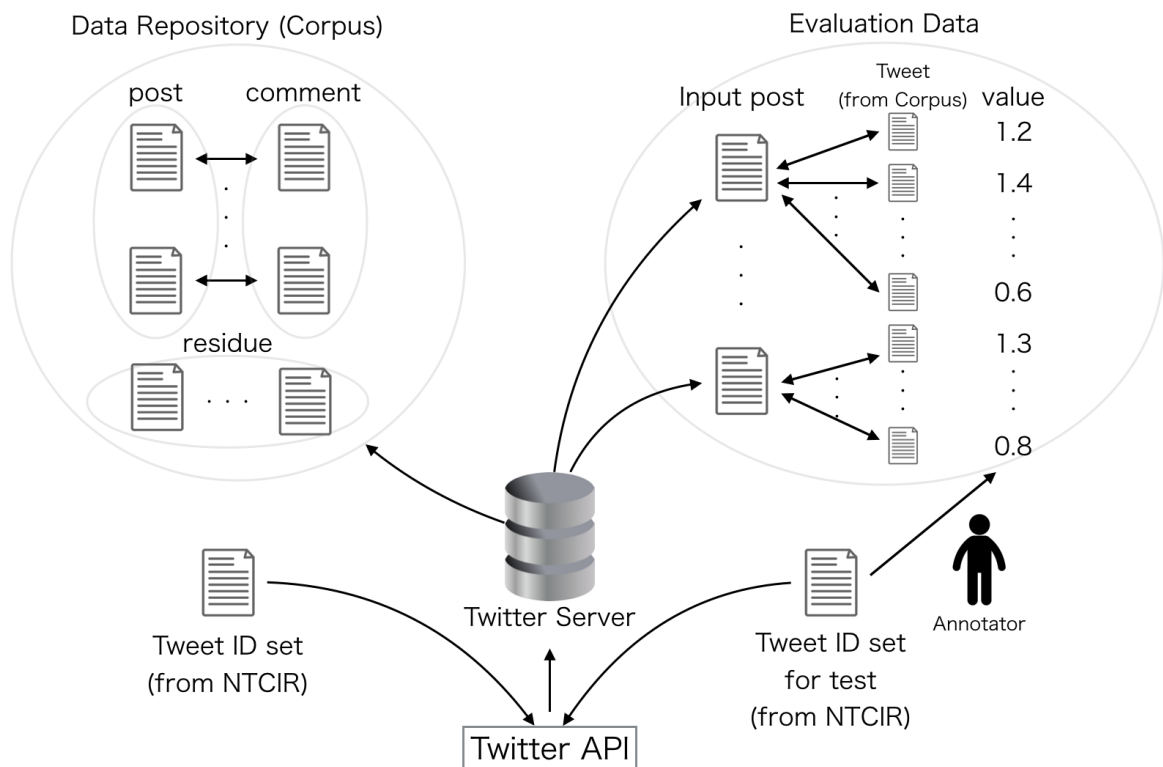 Data Repository (Corpus)
post
comment
residue
Evaluation Data
Input post
Tweet
(from Corpus)
value
1.2
1.4
0.6
1.3
0.8
Twitter Server
Tweet ID set
(from NTCIR)
Tweet ID set
for test
(from NTCIR)
Annotator
Twitter API